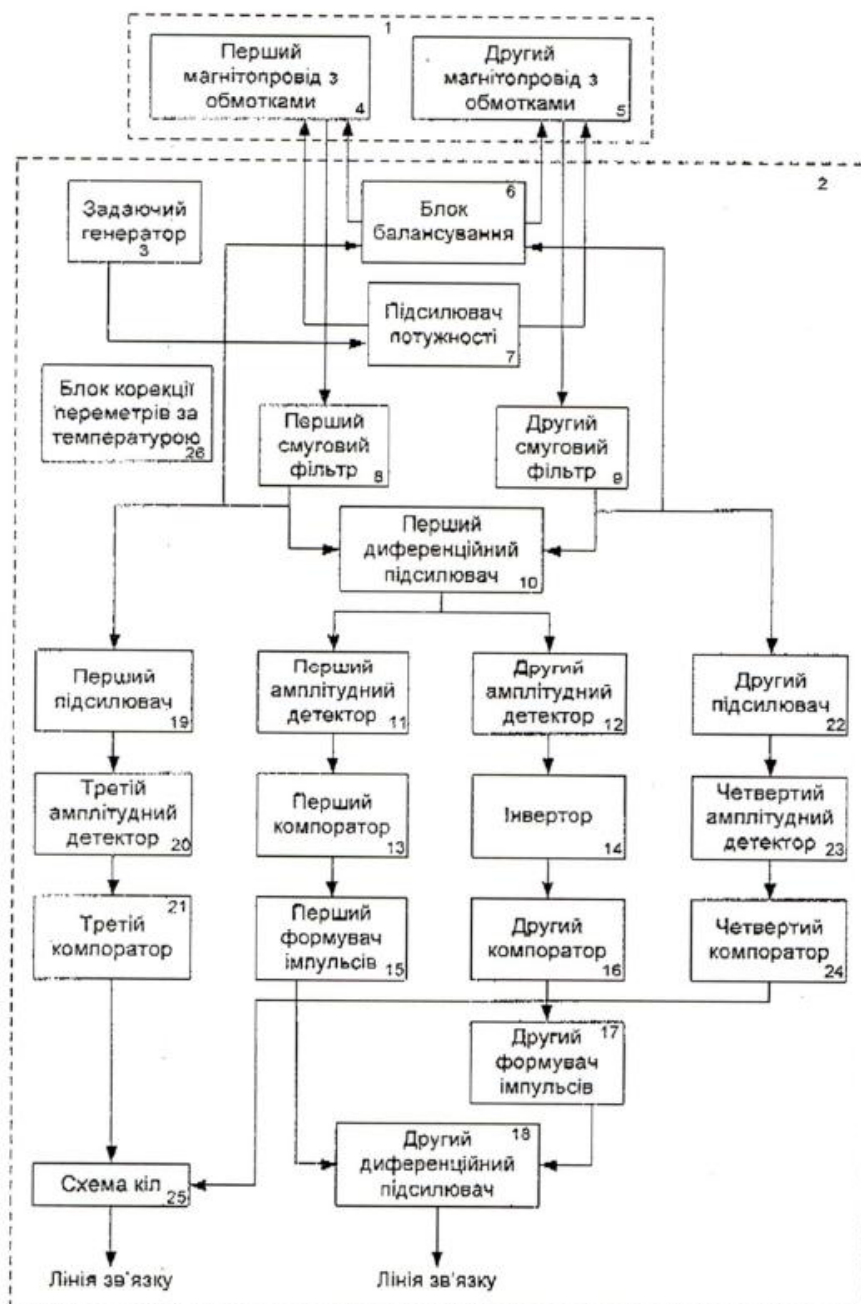 1
Перший
магнітопровід з
обмотками
4
Другий
магнітопровід з
обмотками
5
2
Задаючий
генератор
3
6
Блок
балансування
Підсилювач
потужності
7
Блок корекції
переметрів за
температурою
26
Перший
смуговий
фільтр
8
Другий
смуговий
фільтр
9
Перший
диференційний
підсилювач
10
Перший
підсилювач
19
Перший
амплітудний
детектор
11
Другий
амплітудний
детектор
12
Другий
підсилювач
22
Третій
амплітудний
детектор
20
Перший
компоратор
13
Інвертор
14
Четвертий
амплітудний
детектор
23
21
Третій
компоратор
Перший
формувач
імпульсів
15
Другий
компоратор
16
Четвертий
компоратор
24
17
Другий
формувач
імпульсів
Схема кіл
25
18
Другий
диференційний
підсилювач
Лінія зв'язку
Лінія зв'язку